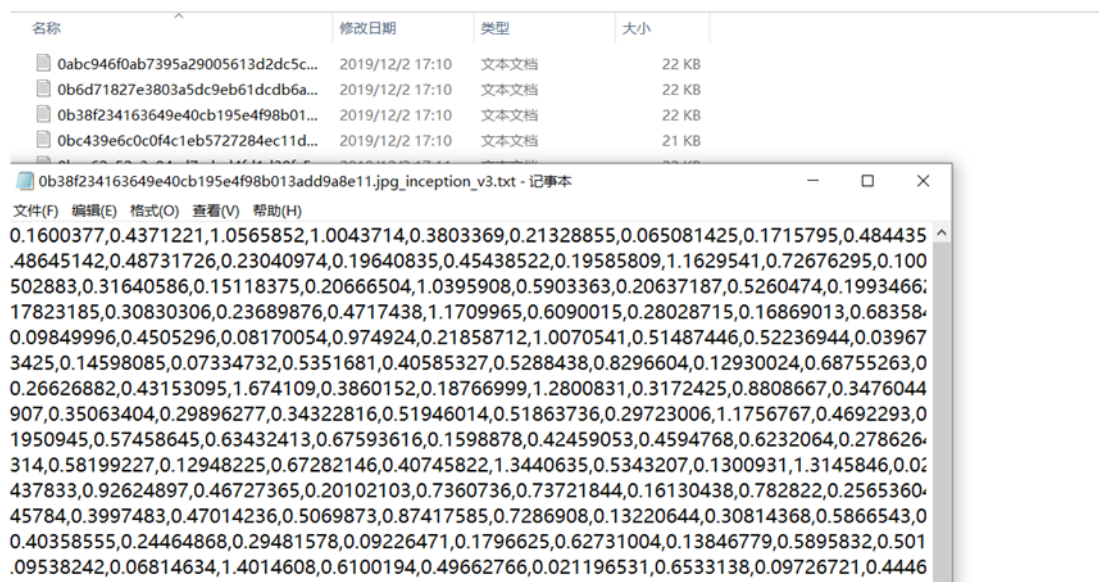 名称 修改日期 类型 大小
0abc946f0ab7395a29005613d2dc5c... 2019/12/2 17:10 文本文档 22 KB
0b6d71827e3803a5dc9eb61dcdb6a... 2019/12/2 17:10 文本文档 22 KB
0b38f234163649e40cb195e4f98b01... 2019/12/2 17:10 文本文档 22 KB
0bc439e6c0c0f4c1eb5727284ec11d... 2019/12/2 17:10 文本文档 21 KB
0b38f234163649e40cb195e4f98b013add9a8e11.jpg_inception_v3.txt - 记事本
文件(F) 编辑(E) 格式(O) 查看(V) 帮助(H)
0.1600377,0.4371221,1.0565852,1.0043714,0.3803369,0.21328855,0.065081425,0.1715795,0.484435
.48645142,0.48731726,0.23040974,0.19640835,0.45438522,0.19585809,1.1629541,0.72676295,0.100
502883,0.31640586,0.15118375,0.20666504,1.0395908,0.5903363,0.20637187,0.5260474,0.1993466
17823185,0.30830306,0.23689876,0.4717438,1.1709965,0.6090015,0.28028715,0.16869013,0.68358
0.09849996,0.4505296,0.08170054,0.974924,0.21858712,1.0070541,0.51487446,0.52236944,0.03967
3425,0.14598085,0.07334732,0.5351681,0.40585327,0.5288438,0.8296604,0.12930024,0.68755263,0
0.26626882,0.43153095,1.674109,0.3860152,0.18766999,1.2800831,0.3172425,0.8808667,0.3476044
907,0.35063404,0.29896277,0.34322816,0.51946014,0.51863736,0.29723006,1.1756767,0.4692293,0
1950945,0.57458645,0.63432413,0.67593616,0.1598878,0.42459053,0.4594768,0.6232064,0.278626
314,0.58199227,0.12948225,0.67282146,0.40745822,1.3440635,0.5343207,0.1300931,1.3145846,0.02
437833,0.92624897,0.46727365,0.20102103,0.7360736,0.73721844,0.16130438,0.782822,0.2565360
45784,0.3997483,0.47014236,0.5069873,0.87417585,0.7286908,0.13220644,0.30814368,0.5866543,0
0.40358555,0.24464868,0.29481578,0.09226471,0.1796625,0.62731004,0.13846779,0.5895832,0.501
.09538242,0.06814634,1.4014608,0.6100194,0.49662766,0.021196531,0.6533138,0.09726721,0.4446